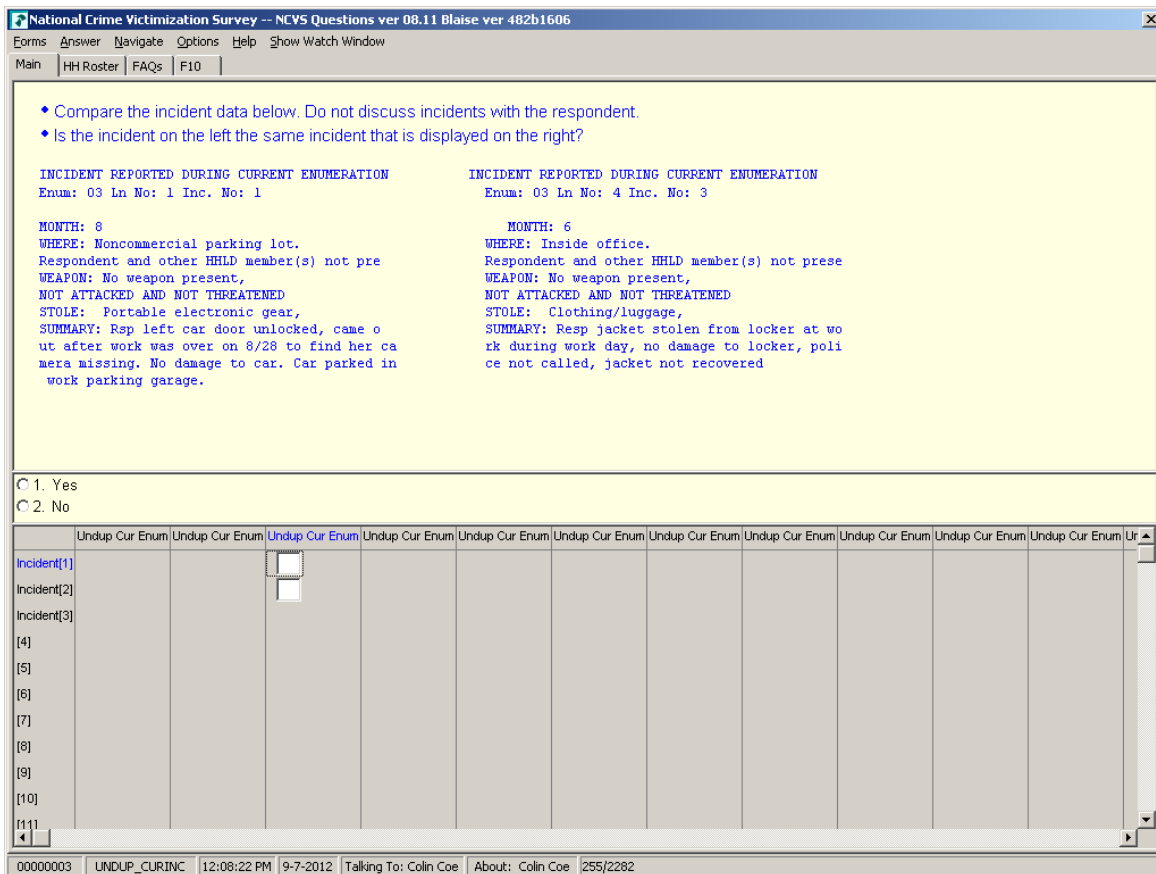 National Crime Victimization Survey -- NCVS Questions ver 08.11 Blaise ver 482b1606
Forms Answer Navigate Options Help Show Watch Window
Main HH Roster FAQs F10
• Compare the incident data below. Do not discuss incidents with the respondent.
• Is the incident on the left the same incident that is displayed on the right?
INCIDENT REPORTED DURING CURRENT ENUMERATION
Enum: 03 Ln No: 1 Inc. No: 1
MONTH: 8
WHERE: Noncommercial parking lot.
Respondent and other HHLD member(s) not pre
WEAPON: No weapon present,
NOT ATTACKED AND NOT THREATENED
STOLE: Portable electronic gear,
SUMMARY: Rsp left car door unlocked, came o
ut after work was over on 8/28 to find her ca
mera missing. No damage to car. Car parked in
work parking garage.
INCIDENT REPORTED DURING CURRENT ENUMERATION
Enum: 03 Ln No: 4 Inc. No: 3
MONTH: 6
WHERE: Inside office.
Respondent and other HHLD member(s) not prese
WEAPON: No weapon present,
NOT ATTACKED AND NOT THREATENED
STOLE: Clothing/luggage,
SUMMARY: Resp jacket stolen from locker at wo
rk during work day, no damage to locker, poli
ce not called, jacket not recovered
1. Yes
2. No
Undup Cur Enum Undup Cur Enum Undup Cur Enum Undup Cur Enum Undup Cur Enum Undup Cur Enum Undup Cur Enum Undup Cur Enum Undup Cur Enum Undup Cur Enum Undup Cur Enum Ur
Incident[1]
Incident[2]
Incident[3]
[4]
[5]
[6]
[7]
[8]
[9]
[10]
[11]
00000003 UNDUP_CURINC 12:08:22 PM 9-7-2012 Talking To: Colin Coe About: Colin Coe 255/2282